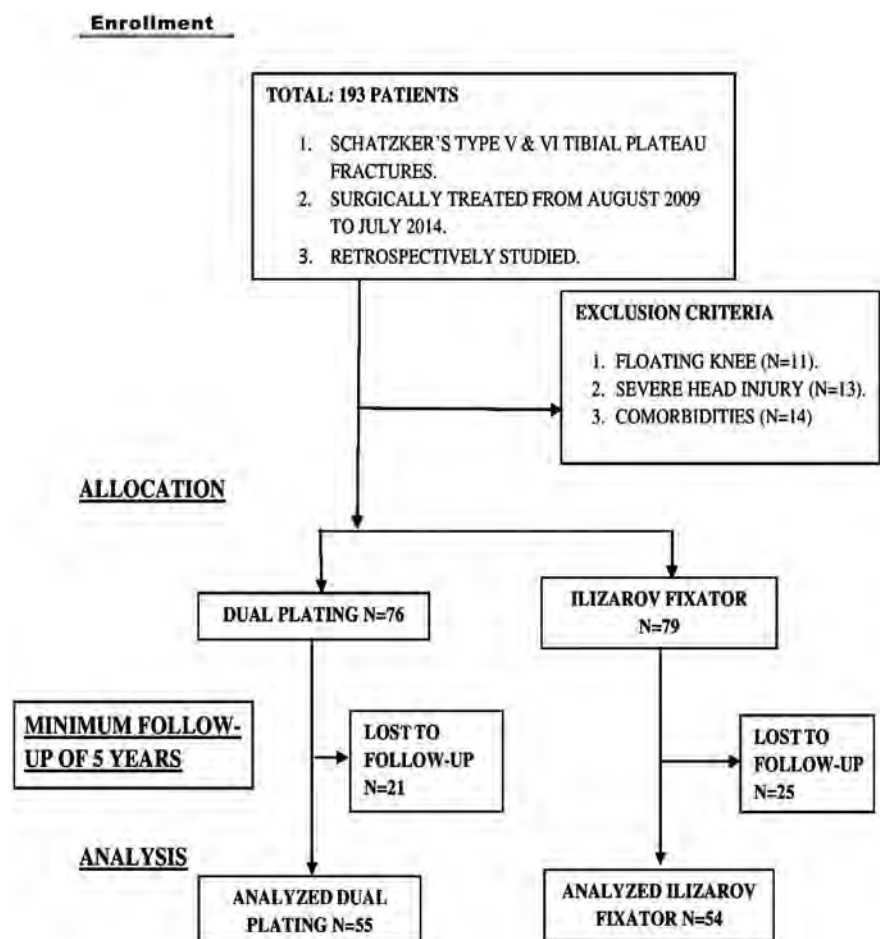 Enrollment
TOTAL: 193 PATIENTS
1. SCHATZKER'S TYPE V & VI TIBIAL PLATEAU
FRACTURES.
2. SURGICALLY TREATED FROM AUGUST 2009
TO JULY 2014.
3. RETROSPECTIVELY STUDIED.
EXCLUSION CRITERIA
1. FLOATING KNEE (N=11).
2. SEVERE HEAD INJURY (N=13).
3. COMORBIDITIES (N=14)
ALLOCATION
DUAL PLATING N=76
ILIZAROV FIXATOR
N=79
MINIMUM FOLLOW-
UP OF 5 YEARS
LOST TO
FOLLOW-UP
N=21
LOST TO
FOLLOW-UP
N=25
ANALYSIS
ANALYZED DUAL
PLATING N=55
ANALYZED ILIZAROV
FIXATOR N=54